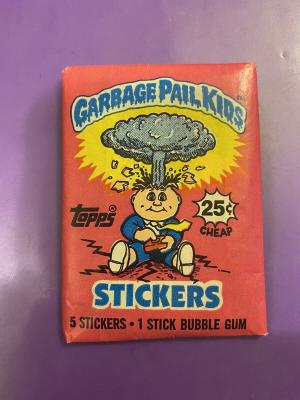 GARBAGE PAIL KIDS
topps®
25¢
CHEAP
STICKERS
5 STICKERS • 1 STICK BUBBLE GUM